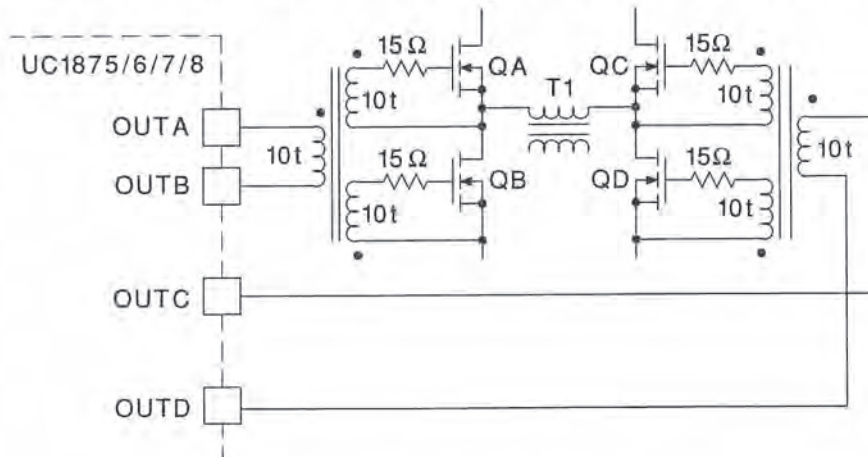 UC1875/6/7/8
OUTA
OUTB
OUTC
OUTD
10t
15Ω
QA
10t
15Ω
QB
10t
T1
QC
15Ω
10t
QD
15Ω
10t
10t